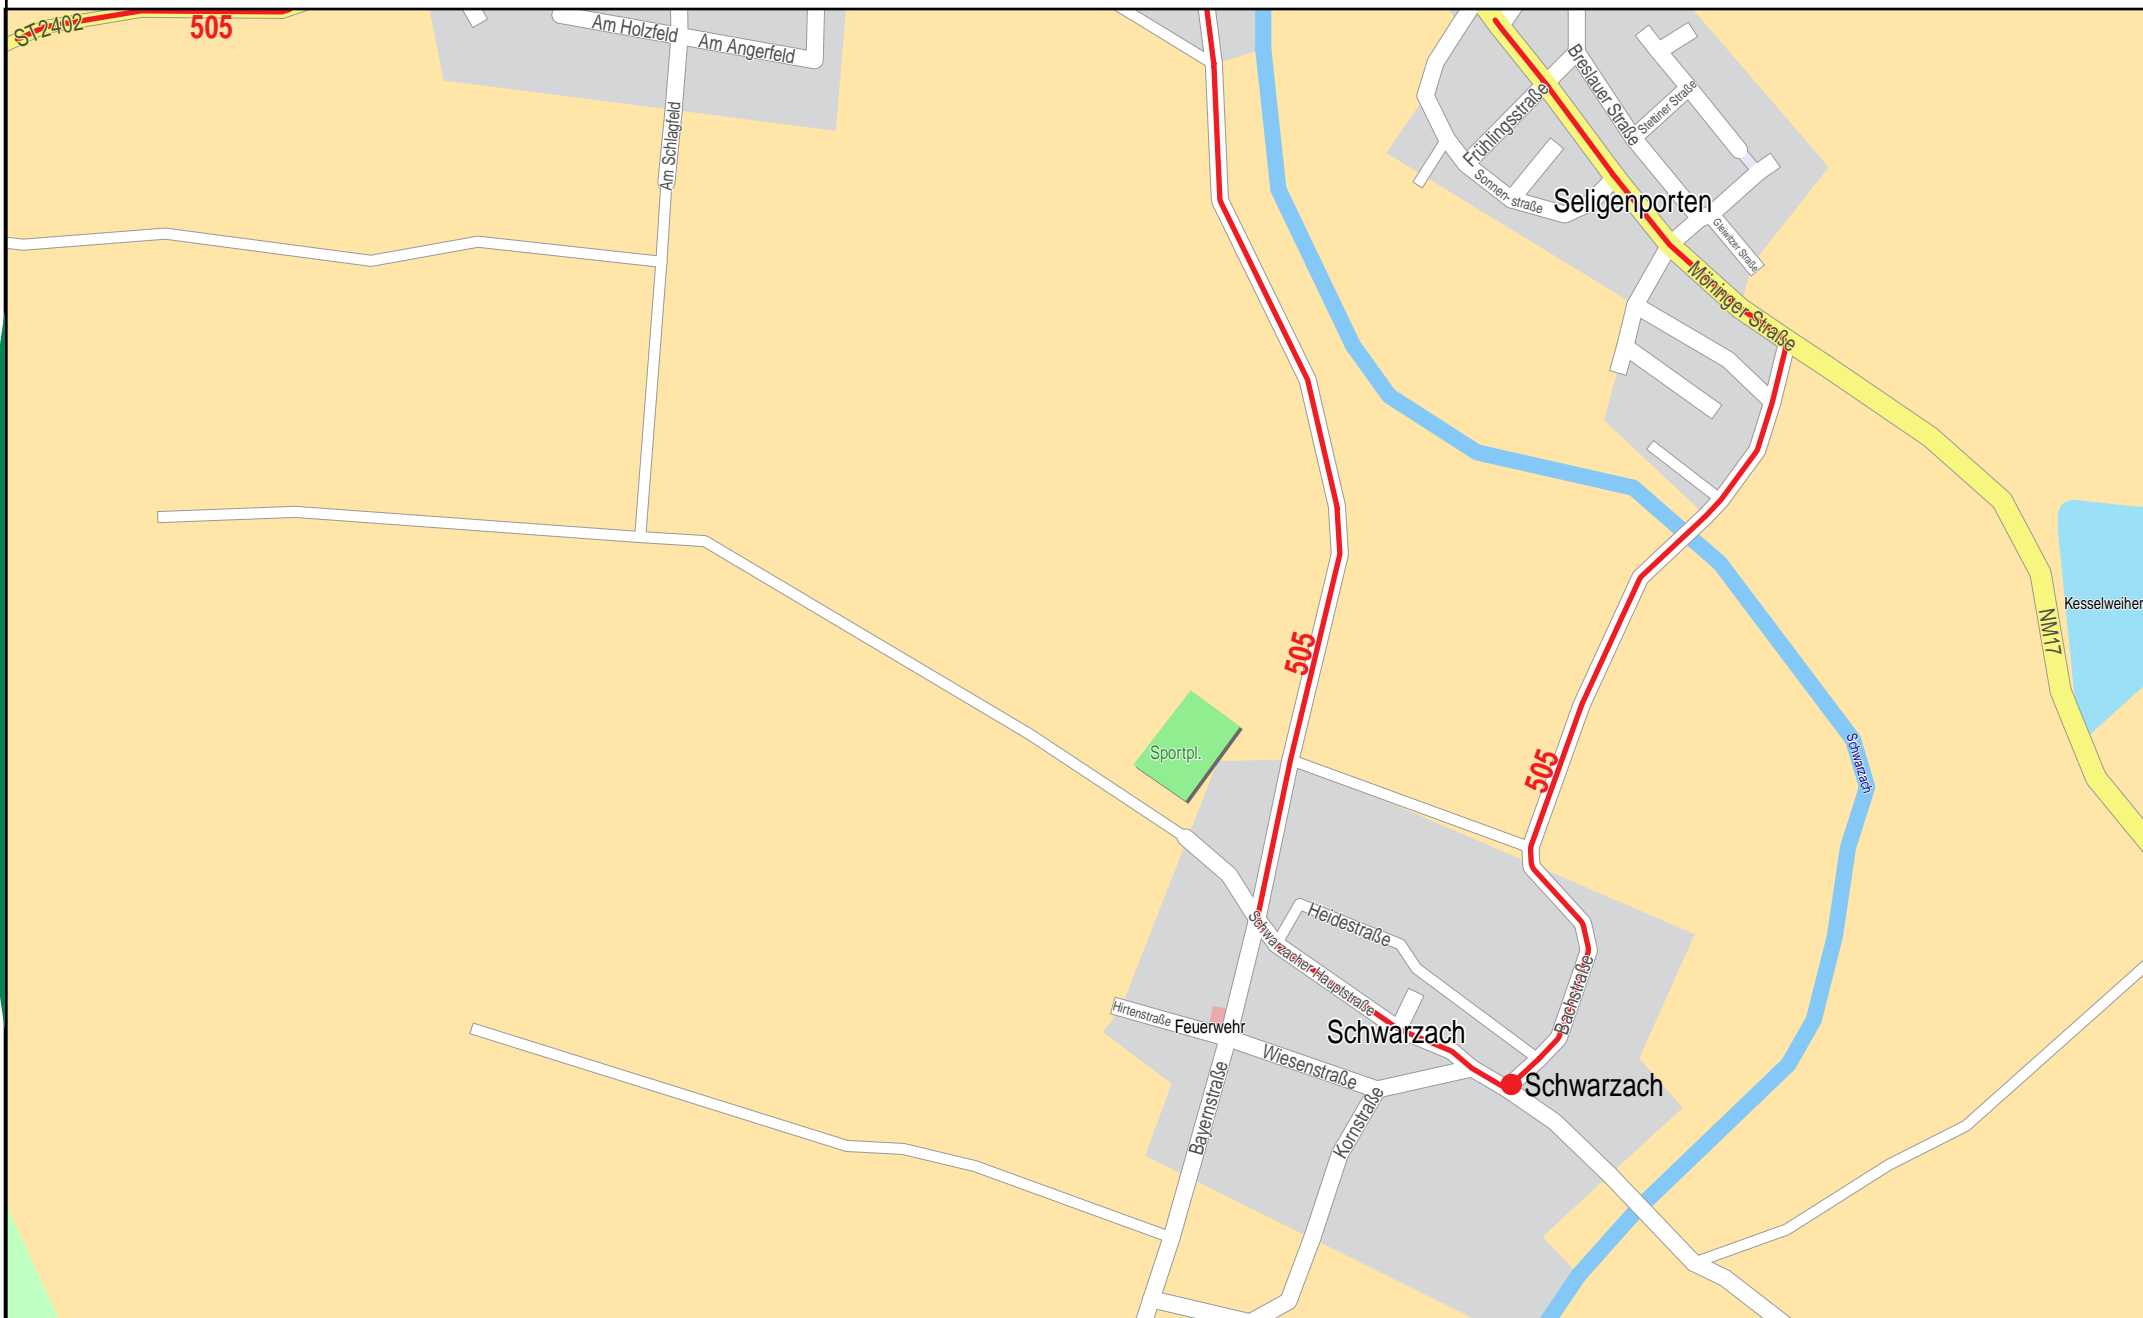 ST2402
505
Am Holzfeld
Am Angerfeld
Am Schlagfeld
Breslauer Straße
Stettiner Straße
Frühlingsstraße
Sonnen- straße
Seligenporten
Gleiwitzer Straße
Möninger Straße
Kesselweiher
NM17
505
505
Sportpl.
Schwarzach
Heidestraße
Schwarzacher Hauptstraße
Bachstraße
Hirtenstraße
Feuerwehr
Schwarzach
Wiesenstraße
Schwarzach
Bayernstraße
Kornstraße